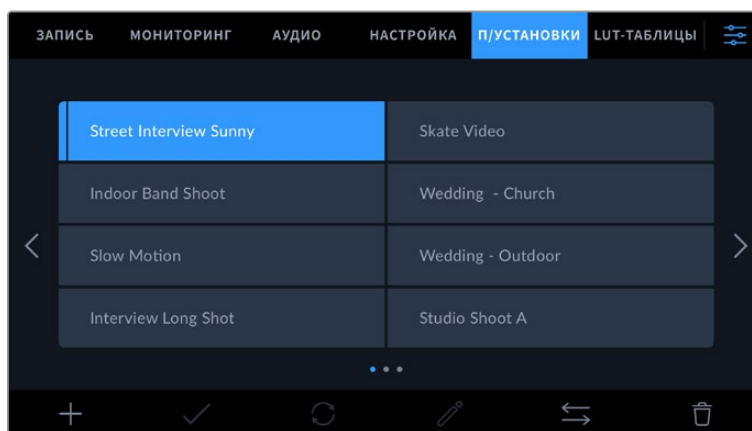 ЗАПИСЬ МОНИТОРИНГ АУДИО НАСТРОЙКА П/УСТАНОВКИ LUT-ТАБЛИЦЫ
Street Interview Sunny Skate Video
Indoor Band Shoot Wedding - Church
Slow Motion Wedding - Outdoor
Interview Long Shot Studio Shoot A